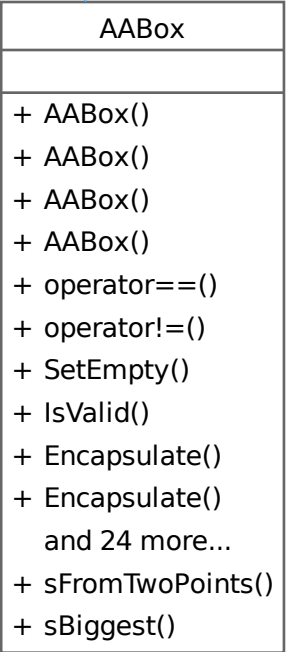 AABox
+ AABox()
+ AABox()
+ AABox()
+ AABox()
+ operator==()
+ operator!=()
+ SetEmpty()
+ IsValid()
+ Encapsulate()
+ Encapsulate()
and 24 more...
+ sFromTwoPoints()
+ sBiggest()